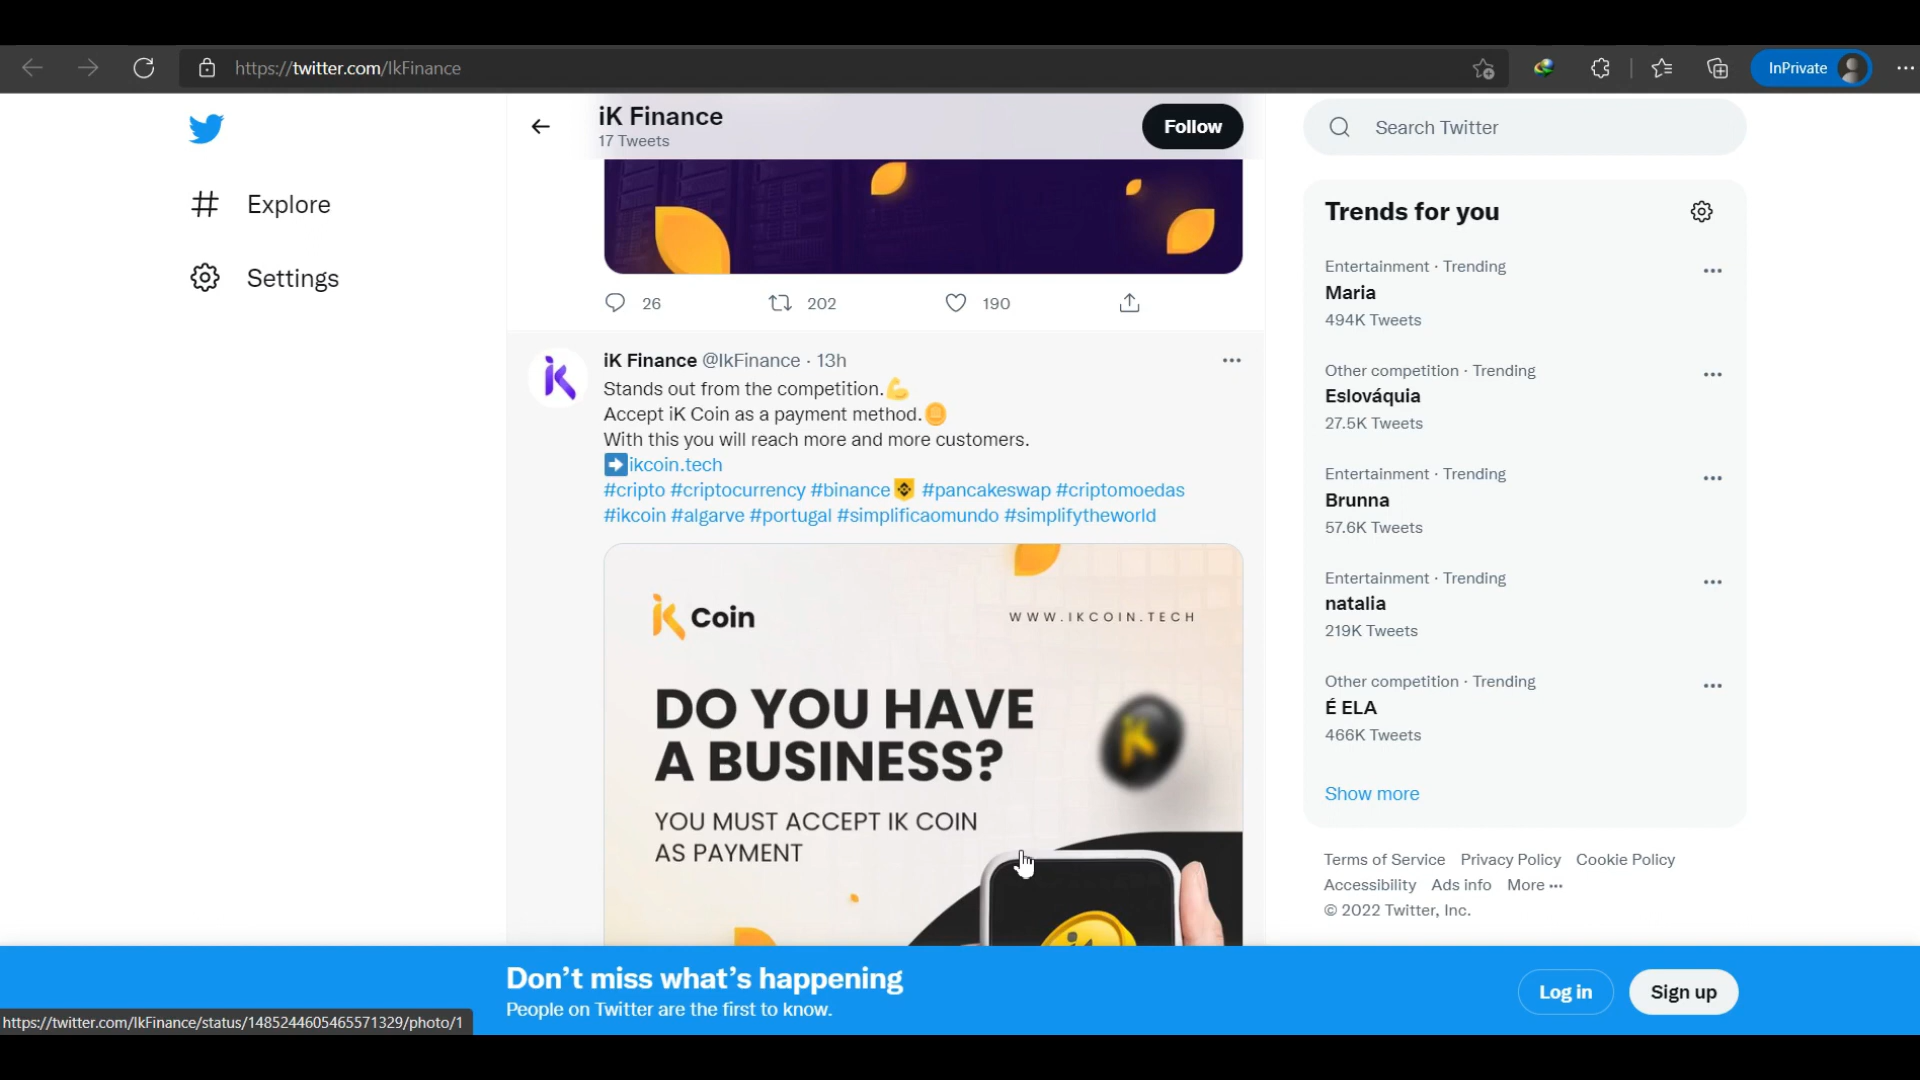 https://twitter.com/IkFinance
InPrivate
iK Finance
17 Tweets
Follow
Search Twitter
Explore
Settings
26
202
190
iK Finance @IkFinance · 13h
Stands out from the competition.💪
Accept iK Coin as a payment method.🪙
With this you will reach more and more customers.
➡️ikcoin.tech
#cripto #criptocurrency #binance #pancakeswap #criptomoedas
#ikcoin #algarve #portugal #simplificaomundo #simplifytheworld
iK Coin
WWW.IKCOIN.TECH
DO YOU HAVE
A BUSINESS?
YOU MUST ACCEPT IK COIN
AS PAYMENT
Trends for you
Entertainment · Trending
Maria
494K Tweets
Other competition · Trending
Eslováquia
27.5K Tweets
Entertainment · Trending
Brunna
57.6K Tweets
Entertainment · Trending
natalia
219K Tweets
Other competition · Trending
É ELA
466K Tweets
Show more
Terms of Service Privacy Policy Cookie Policy
Accessibility Ads info More ···
© 2022 Twitter, Inc.
Don't miss what's happening
People on Twitter are the first to know.
Log in
Sign up
https://twitter.com/IkFinance/status/1485244605465571329/photo/1